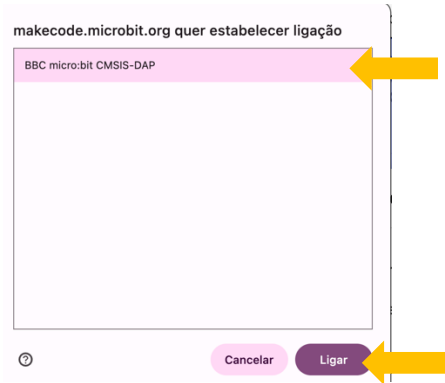 makecode.microbit.org quer estabelecer ligação
BBC micro:bit CMSIS-DAP
Cancelar
Ligar